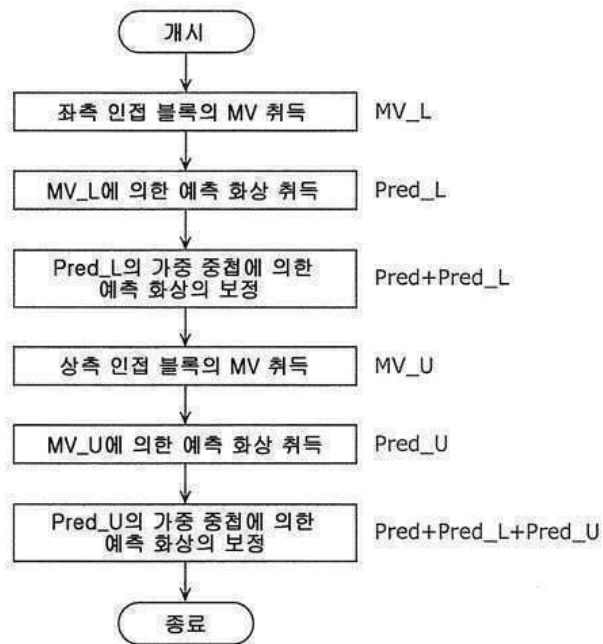 개시
좌측 인접 블록의 MV 취득 MV_L
MV_L에 의한 예측 화상 취득 Pred_L
Pred_L의 가중 중첩에 의한
예측 화상의 보정 Pred+Pred_L
상측 인접 블록의 MV 취득 MV_U
MV_U에 의한 예측 화상 취득 Pred_U
Pred_U의 가중 중첩에 의한
예측 화상의 보정 Pred+Pred_L+Pred_U
종료